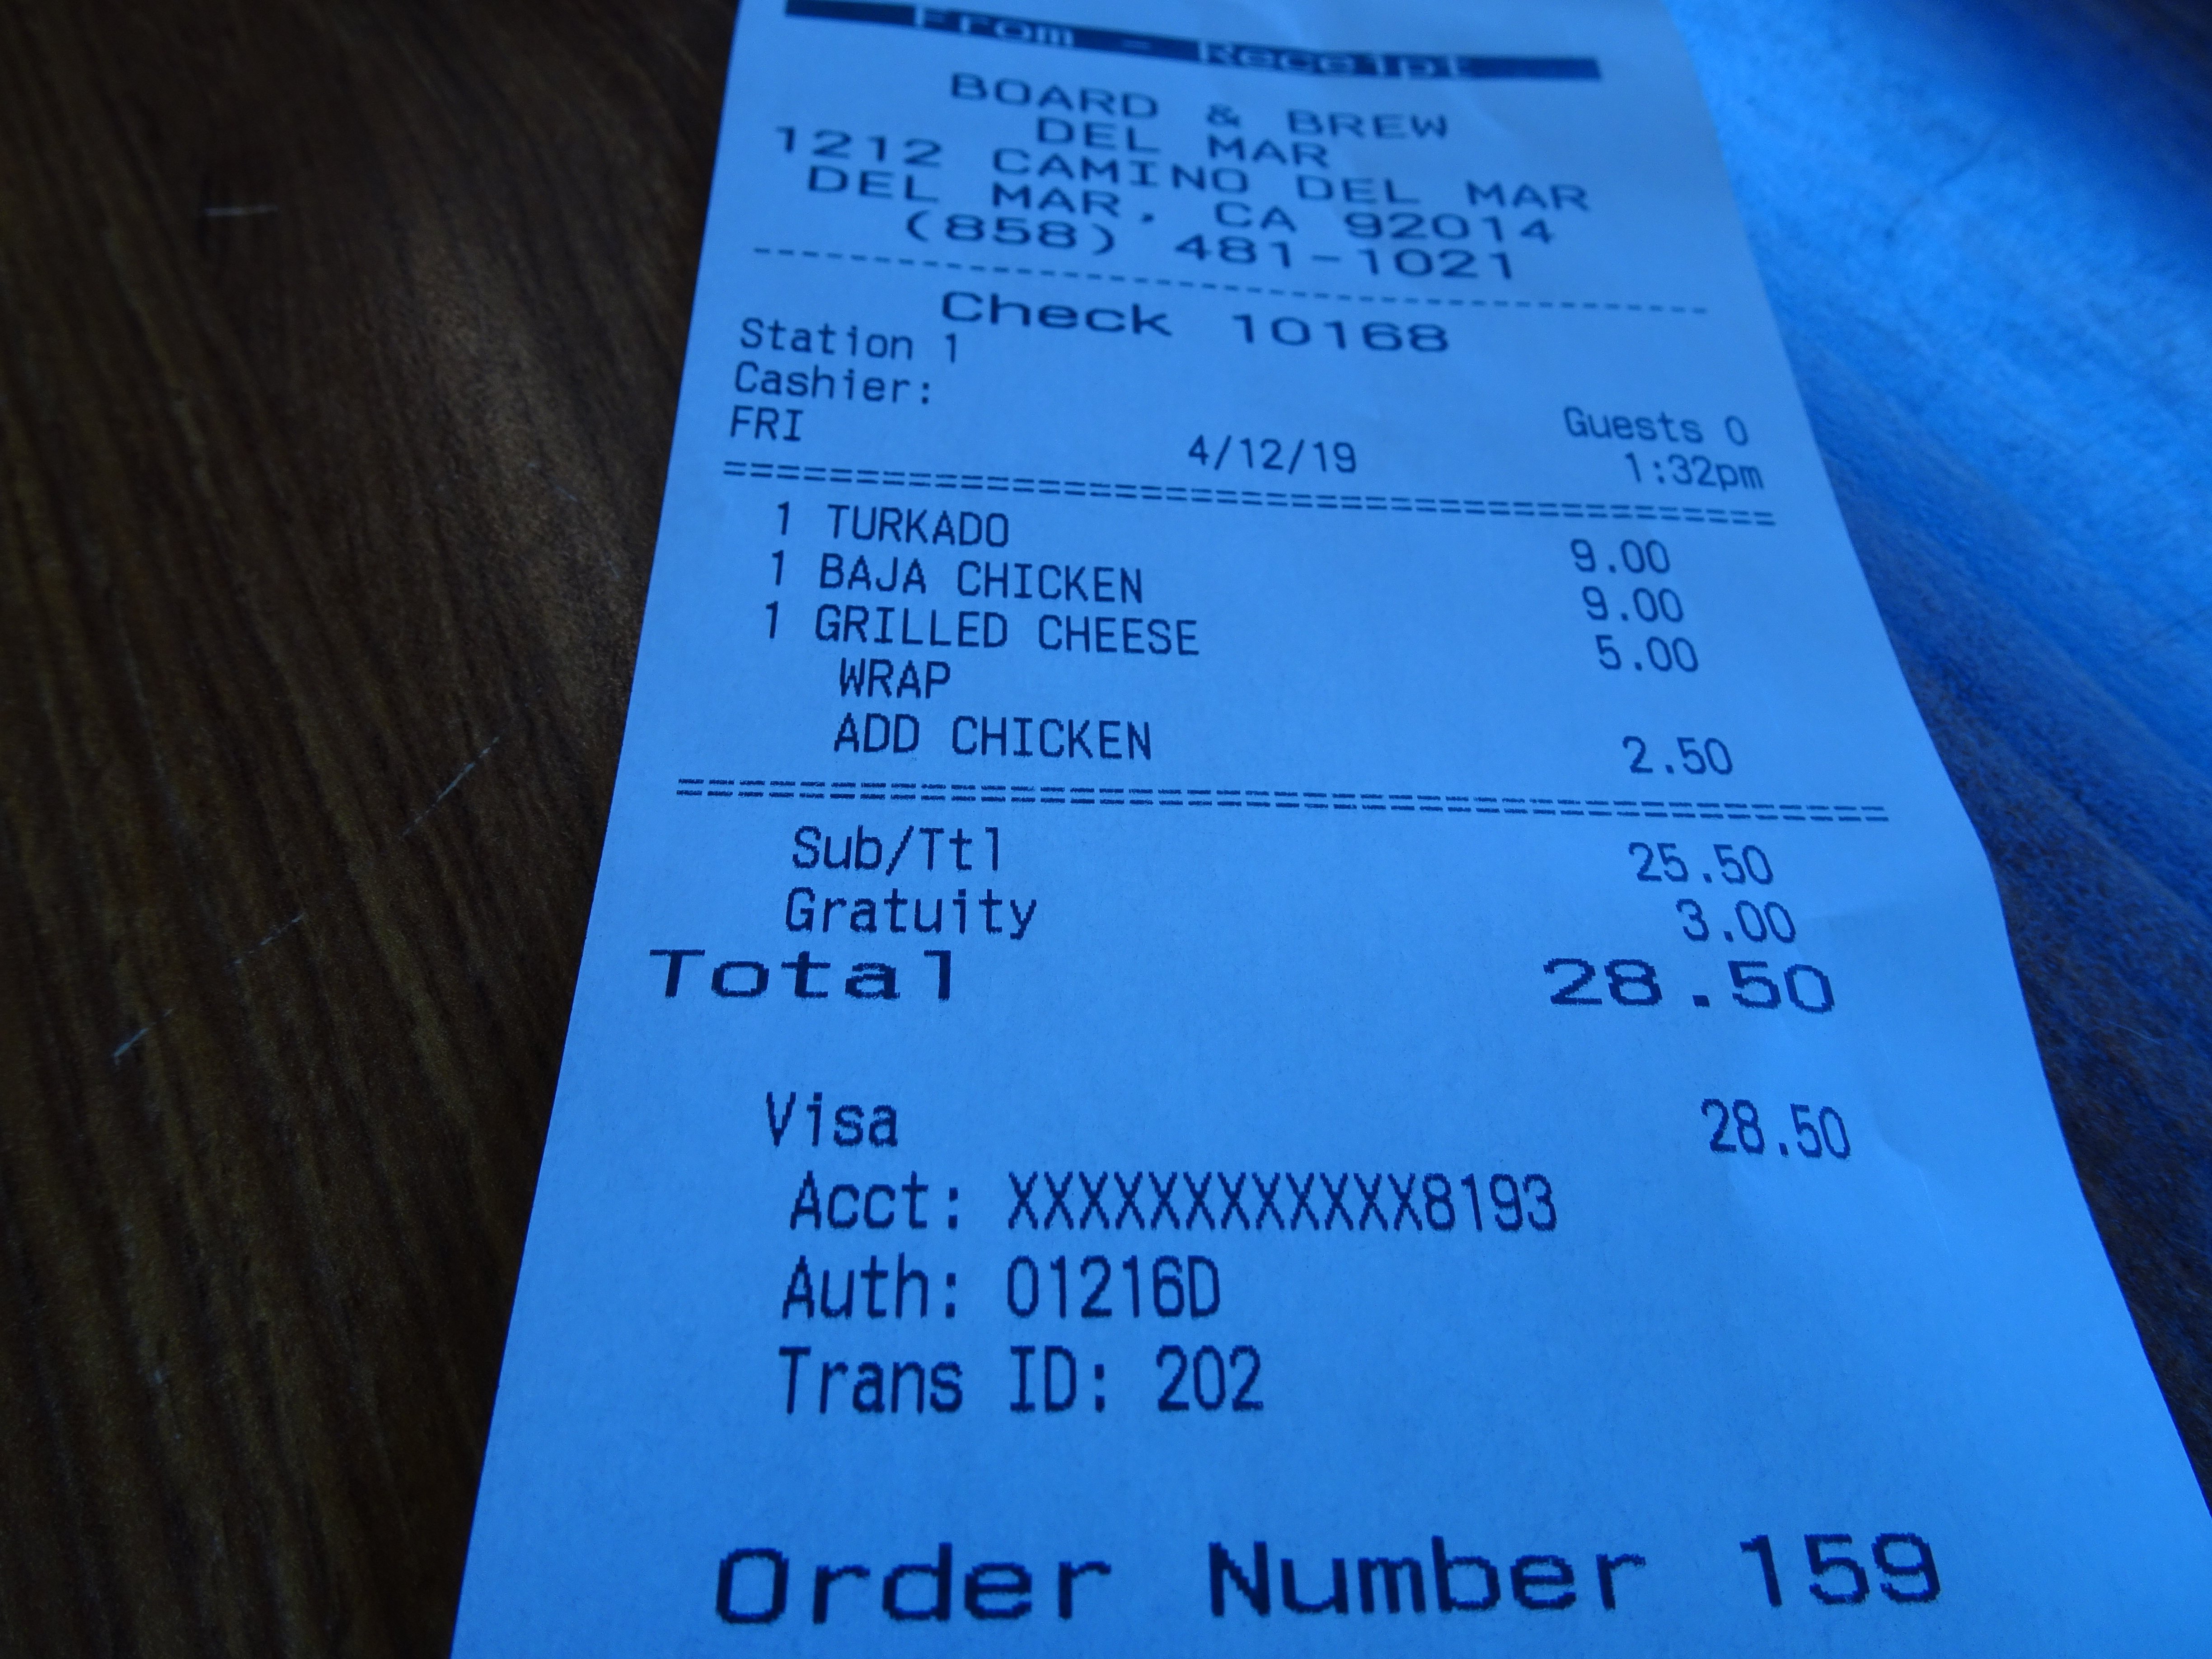 From - Receipt
BOARD & BREW
DEL MAR
1212 CAMINO DEL MAR
DEL MAR, CA 92014
(858) 481-1021
Check 10168
Station 1
Cashier: Guests 0
FRI 4/12/19 1:32pm
1 TURKADO 9.00
1 BAJA CHICKEN 9.00
1 GRILLED CHEESE 5.00
WRAP
ADD CHICKEN 2.50
Sub/Ttl 25.50
Gratuity 3.00
Total 28.50
Visa 28.50
Acct: XXXXXXXXXXXX8193
Auth: 01216D
Trans ID: 202
Order Number 159